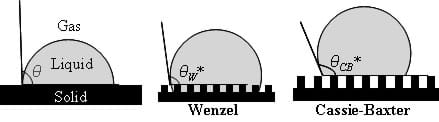 Gas
θ
Liquid
Solid
θW*
Wenzel
θCB*
Cassie-Baxter